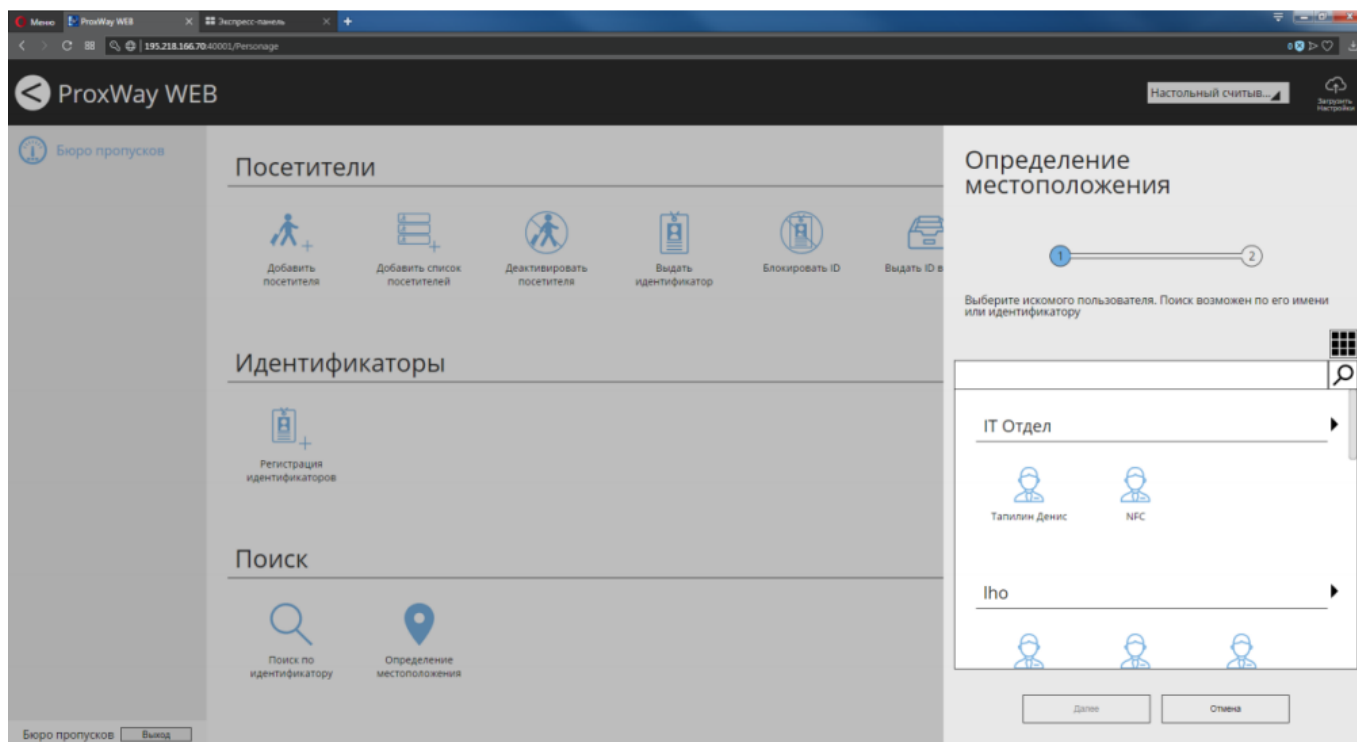 Меню
ProxWay WEB
Экспресс-панель
195.218.166.70:40001/Personage
0
ProxWay WEB
Настольный считыв...
Загрузить
Настройки
Бюро пропусков
Посетители
Добавить
посетителя
Добавить список
посетителей
Деактивировать
посетителя
Выдать
идентификатор
Блокировать ID
Выдать ID в
Идентификаторы
Регистрация
идентификаторов
Поиск
Поиск по
идентификатору
Определение
местоположения
Бюро пропусков
Выход
Определение
местоположения
1
2
Выберите искомого пользователя. Поиск возможен по его имени
или идентификатору
IT Отдел
Тапилин Денис
NFC
lho
Далее
Отмена